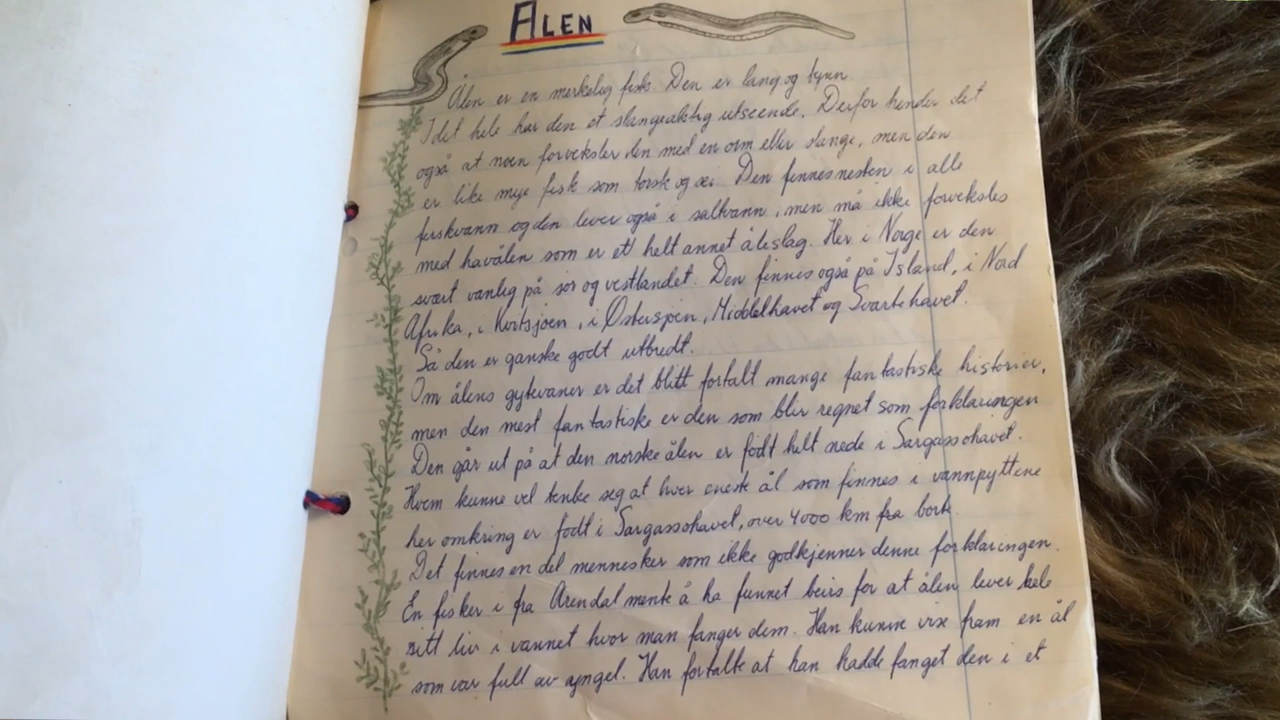 ÅLEN
Ålen er en merkelig fisk. Den er lang og tynn.
I det hele har den et slangeaktig utseende. Derfor hender det
også at noen forveksler den med en orm eller slange, men den
er like mye fisk som torsk og sei. Den finnes nesten i alle
ferskvann og den lever også i saltvann, men må ikke forveksles
med havålen som er et helt annet åleslag. Her i Norge er den
svært vanlig på sør og vestlandet. Den finnes også på Island, i Nord
Afrika, i Kvitsjøen, i Østersjøen, Middelhavet og Svartehavet.
Så den er ganske godt utbredt.
Om ålens gytevaner er det blitt fortalt mange fantastiske historier,
men den mest fantastiske er den som blir regnet som forklaringen
Den går ut på at den norske ålen er født helt nede i Sargassohavet.
Hvem kunne vel tenke seg at hver eneste ål som finnes i vannpyttene
her omkring er født i Sargassohavet, over 4000 km fra bort.
Det finnes en del mennesker som ikke godkjenner denne forklaringen.
En fisker i fra Arendal mente å ha funnet beivis for at ålen lever hele
sitt liv i vannet hvor man fanger dem. Han kunne vise fram en ål
som var full av yngel. Han fortalte at han hadde fanget den i et